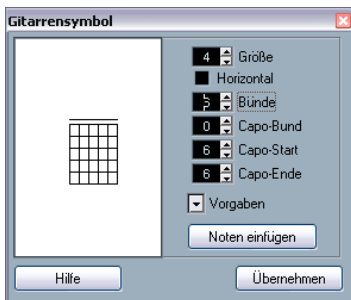 Gitarrensymbol
4 Größe
Horizontal
Bünde
0 Capo-Bund
6 Capo-Start
6 Capo-Ende
Vorgaben
Noten einfügen
Hilfe
Übernehmen